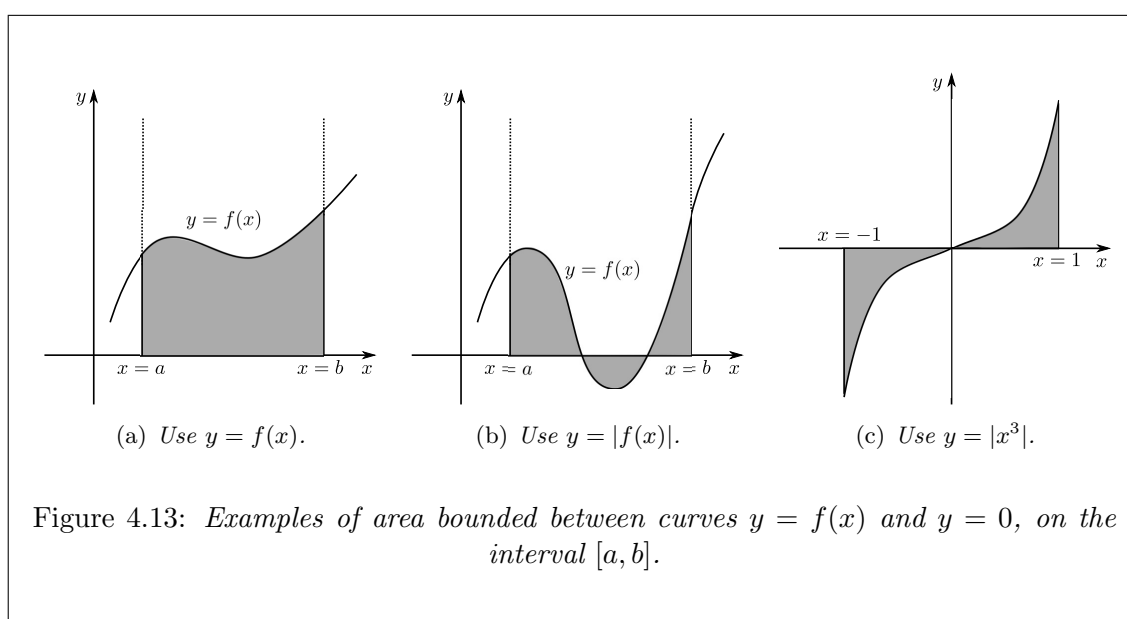 y
y = f(x)
x = a
x = b
x
(a) Use y = f(x).
y
y = f(x)
x = a
x = b
x
(b) Use y = |f(x)|.
y
x = −1
x = 1
x
(c) Use y = |x³|.
Figure 4.13: Examples of area bounded between curves y = f(x) and y = 0, on the
interval [a, b].